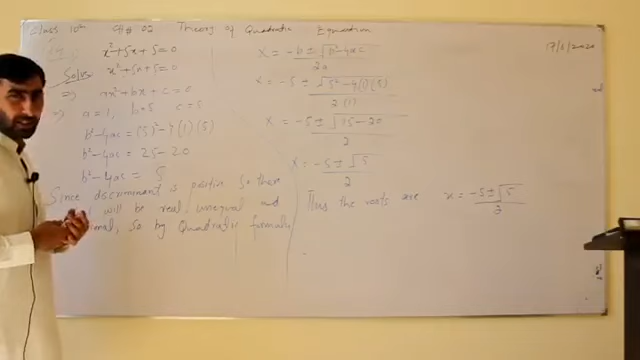 Class 10th Ch# 02 Theory of Quadratic Equation
17/6/2020
x²+5x+5=0
Solve: x²+5x+5=0
⇒ ax²+bx+c=0
⇒ a=1, b=5 c=5
b²-4ac = (5)²-4(1)(5)
b²-4ac = 25-20
b²-4ac = 5
Since discriminant is positive so there
will be real, unequal and
so by Quadratic formula
x = -b ± √b²-4ac
2a
x = -5 ± √5²-4(1)(5)
2(1)
x = -5 ± √25-20
2
x = -5 ± √5
2
Thus the roots are x = -5±√5
2